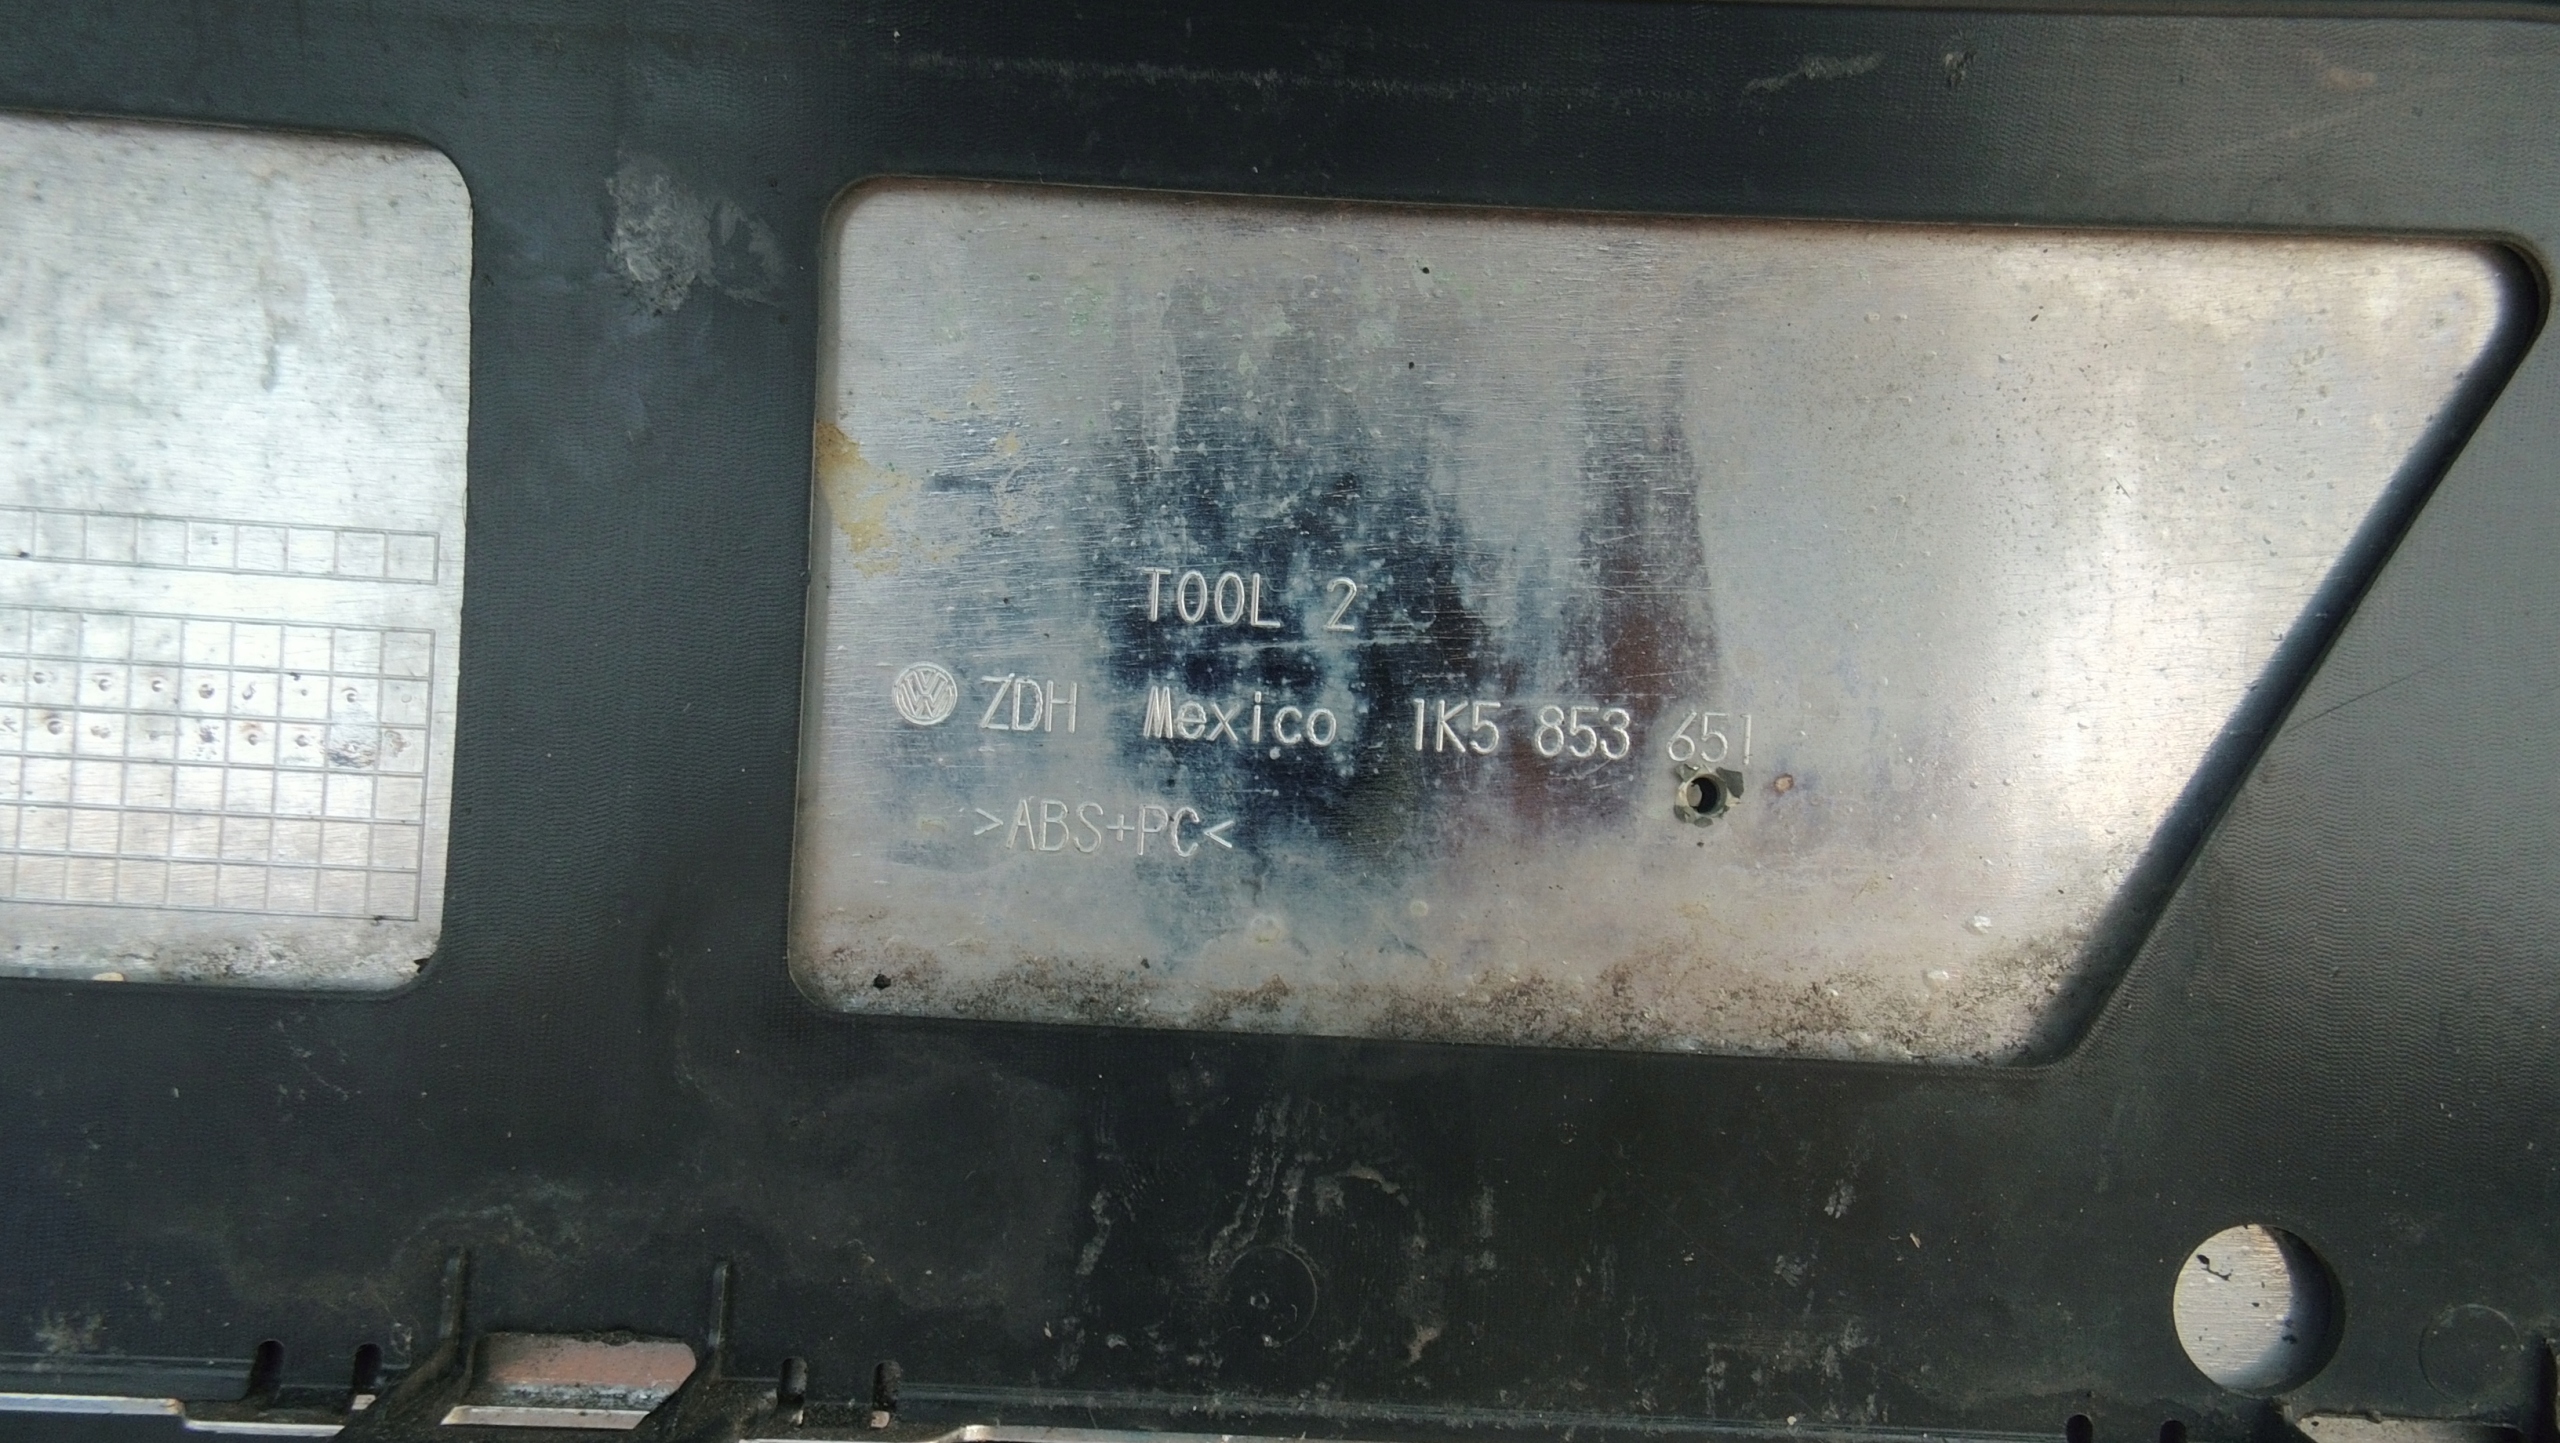 TOOL 2
ZDH Mexico 1K5 853 651
>ABS+PC<